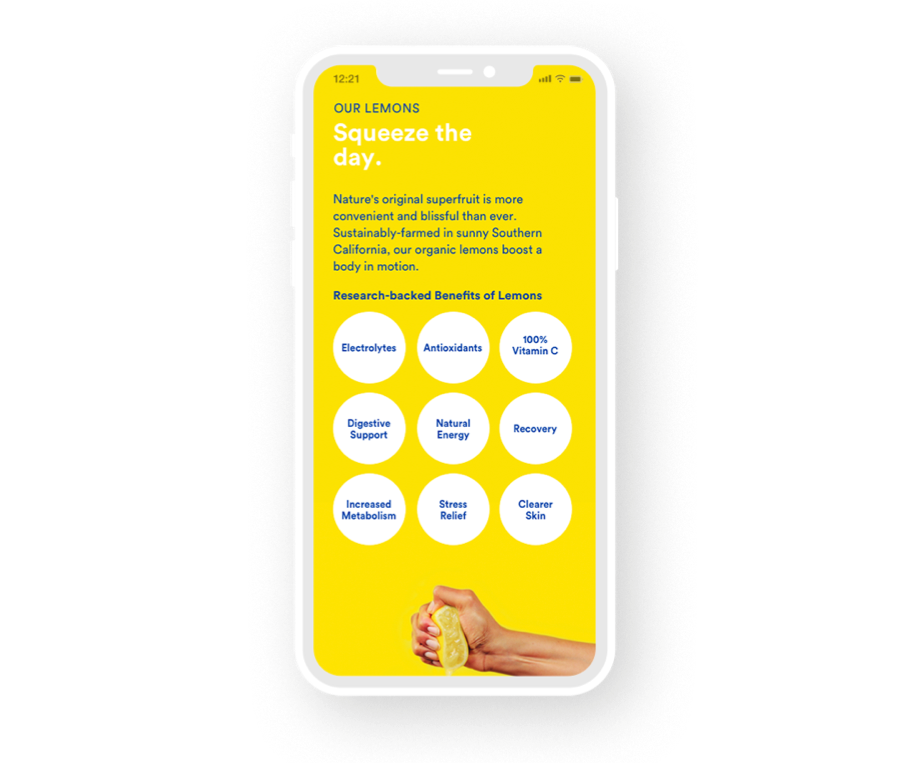 12:21
OUR LEMONS
Squeeze the
day.
Nature's original superfruit is more
convenient and blissful than ever.
Sustainably-farmed in sunny Southern
California, our organic lemons boost a
body in motion.
Research-backed Benefits of Lemons
Electrolytes
Antioxidants
100%
Vitamin C
Digestive
Support
Natural
Energy
Recovery
Increased
Metabolism
Stress
Relief
Clearer
Skin